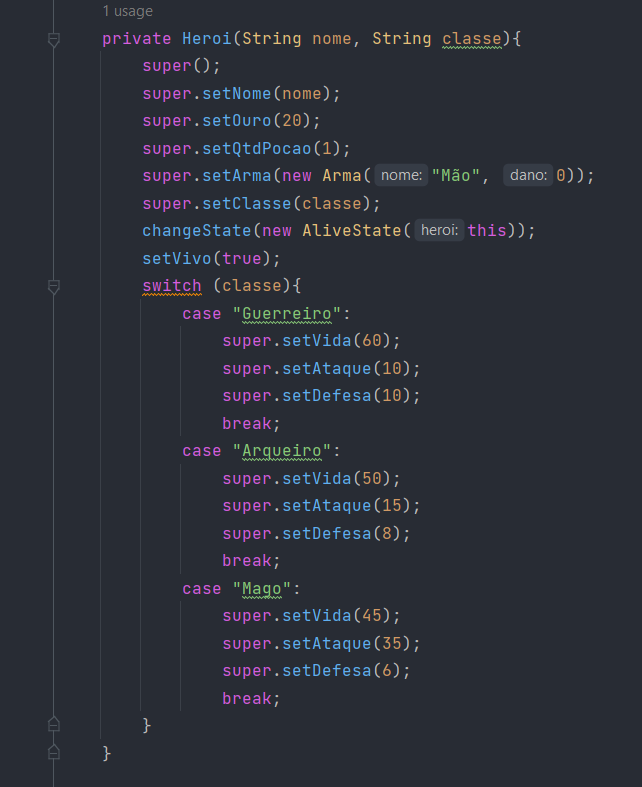 1 usage
private Heroi(String nome, String classe){
super();
super.setNome(nome);
super.setOuro(20);
super.setQtdPocao(1);
super.setArma(new Arma( nome: "Mão", dano: 0));
super.setClasse(classe);
changeState(new AliveState( heroi: this));
setVivo(true);
switch (classe){
case "Guerreiro":
super.setVida(60);
super.setAtaque(10);
super.setDefesa(10);
break;
case "Arqueiro":
super.setVida(50);
super.setAtaque(15);
super.setDefesa(8);
break;
case "Mago":
super.setVida(45);
super.setAtaque(35);
super.setDefesa(6);
break;
}
}